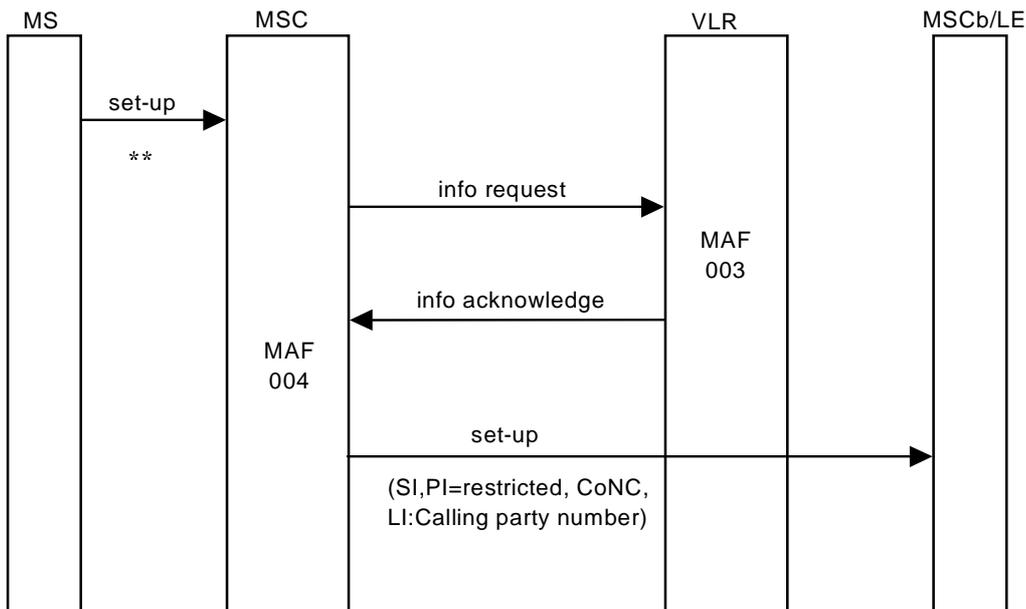 MS
MSC
VLR
MSCb/LE
set-up
**
info request
MAF
003
info acknowledge
MAF
004
set-up
(SI,PI=restricted, CoNC,
LI:Calling party number)